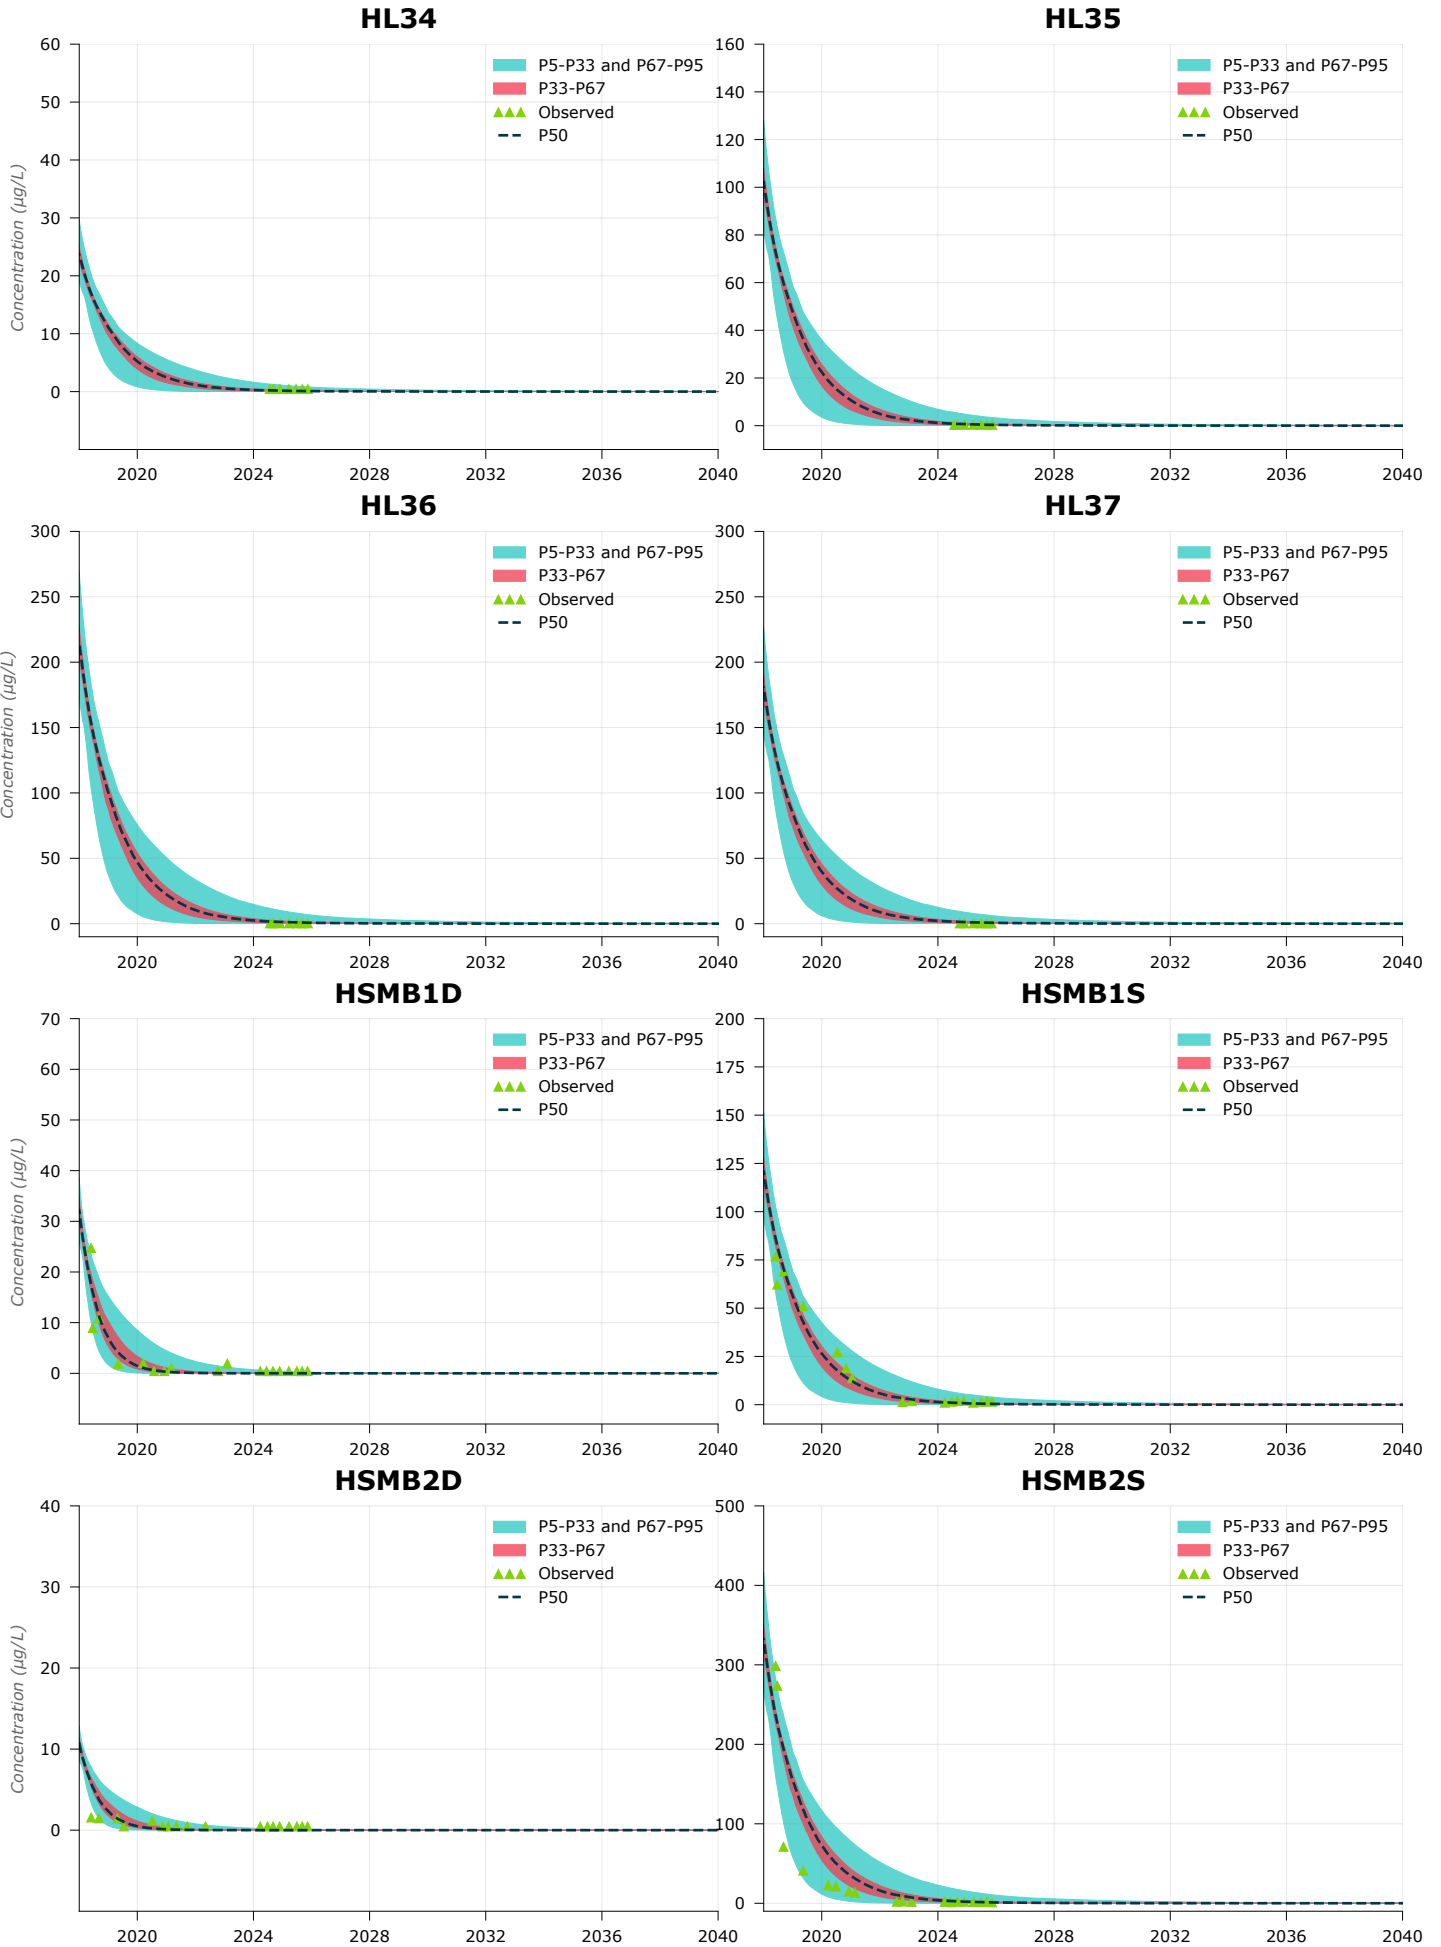 HL34
HL35
60
50
40
30
20
10
0
Concentration (µg/L)
P5-P33 and P67-P95
P33-P67
Observed
P50
2020
2024
2028
2032
2036
2040
160
140
120
100
80
60
40
20
0
P5-P33 and P67-P95
P33-P67
Observed
P50
2020
2024
2028
2032
2036
2040
HL36
HL37
300
250
200
150
100
50
0
Concentration (µg/L)
P5-P33 and P67-P95
P33-P67
Observed
P50
2020
2024
2028
2032
2036
2040
300
250
200
150
100
50
0
P5-P33 and P67-P95
P33-P67
Observed
P50
2020
2024
2028
2032
2036
2040
HSMB1D
HSMB1S
70
60
50
40
30
20
10
0
Concentration (µg/L)
P5-P33 and P67-P95
P33-P67
Observed
P50
2020
2024
2028
2032
2036
2040
200
175
150
125
100
75
50
25
0
P5-P33 and P67-P95
P33-P67
Observed
P50
2020
2024
2028
2032
2036
2040
HSMB2D
HSMB2S
40
30
20
10
0
Concentration (µg/L)
P5-P33 and P67-P95
P33-P67
Observed
P50
2020
2024
2028
2032
2036
2040
500
400
300
200
100
0
P5-P33 and P67-P95
P33-P67
Observed
P50
2020
2024
2028
2032
2036
2040